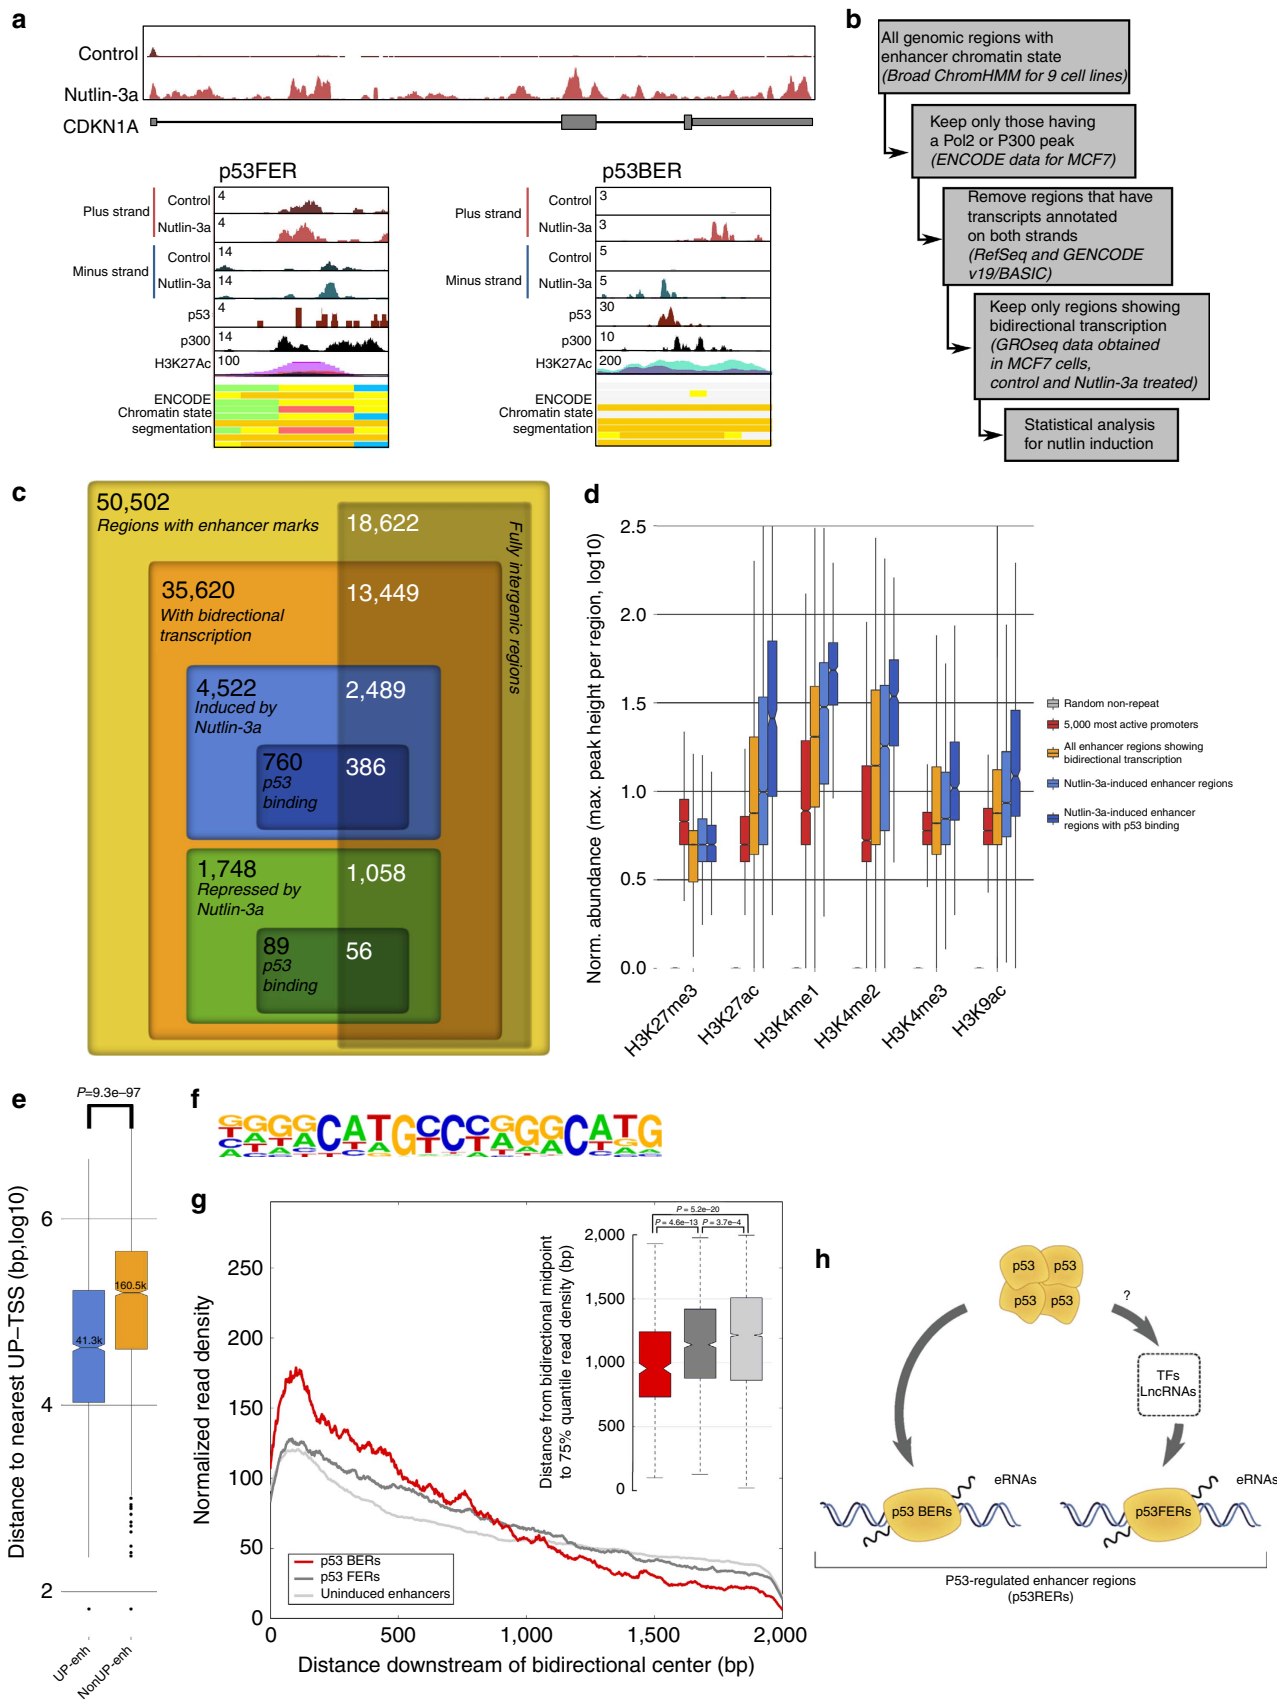 a
Control
Nutlin-3a
CDKN1A
p53FER
Plus strand
Control
4
Nutlin-3a
4
Minus strand
Control
14
Nutlin-3a
14
p53
4
p300
14
H3K27Ac
100
ENCODE
Chromatin state
segmentation
p53BER
Plus strand
Control
3
Nutlin-3a
3
Minus strand
Control
5
Nutlin-3a
5
p53
30
p300
10
H3K27Ac
200
ENCODE
Chromatin state
segmentation
b
All genomic regions with
enhancer chromatin state
(Broad ChromHMM for 9 cell lines)
Keep only those having
a Pol2 or P300 peak
(ENCODE data for MCF7)
Remove regions that have
transcripts annotated
on both strands
(RefSeq and GENCODE
v19/BASIC)
Keep only regions showing
bidirectional transcription
(GROseq data obtained
in MCF7 cells,
control and Nutlin-3a treated)
Statistical analysis
for nutlin induction
c
50,502
Regions with enhancer marks
18,622
Fully intergenic regions
35,620
With bidrectional
transcription
13,449
4,522
Induced by
Nutlin-3a
2,489
760
p53
binding
386
1,748
Repressed by
Nutlin-3a
1,058
89
p53
binding
56
d
Norm. abundance (max. peak height per region, log10)
2.5
2.0
1.5
1.0
0.5
0.0
H3K27me3
H3K27ac
H3K4me1
H3K4me2
H3K4me3
H3K9ac
Random non-repeat
5,000 most active promoters
All enhancer regions showing
bidirectional transcription
Nutlin-3a-induced enhancer regions
Nutlin-3a-induced enhancer
regions with p53 binding
e
P=9.3e–97
Distance to nearest UP–TSS (bp,log10)
6
4
2
41.3k
160.5k
UP-enh
NonUP-enh
f
GGGGCATGCCCGGGCATG
g
Normalized read density
250
200
150
100
50
0
0
500
1,000
1,500
2,000
Distance downstream of bidirectional center (bp)
p53 BERs
p53 FERs
Uninduced enhancers
Distance from bidirectional midpoint
to 75% quantile read density (bp)
P = 5.2e–20
P = 4.6e–13
P = 3.7e–4
2,000
1,500
1,000
500
0
h
p53
p53
p53
p53
?
TFs
LncRNAs
eRNAs
p53 BERs
eRNAs
p53FERs
P53-regulated enhancer regions
(p53RERs)